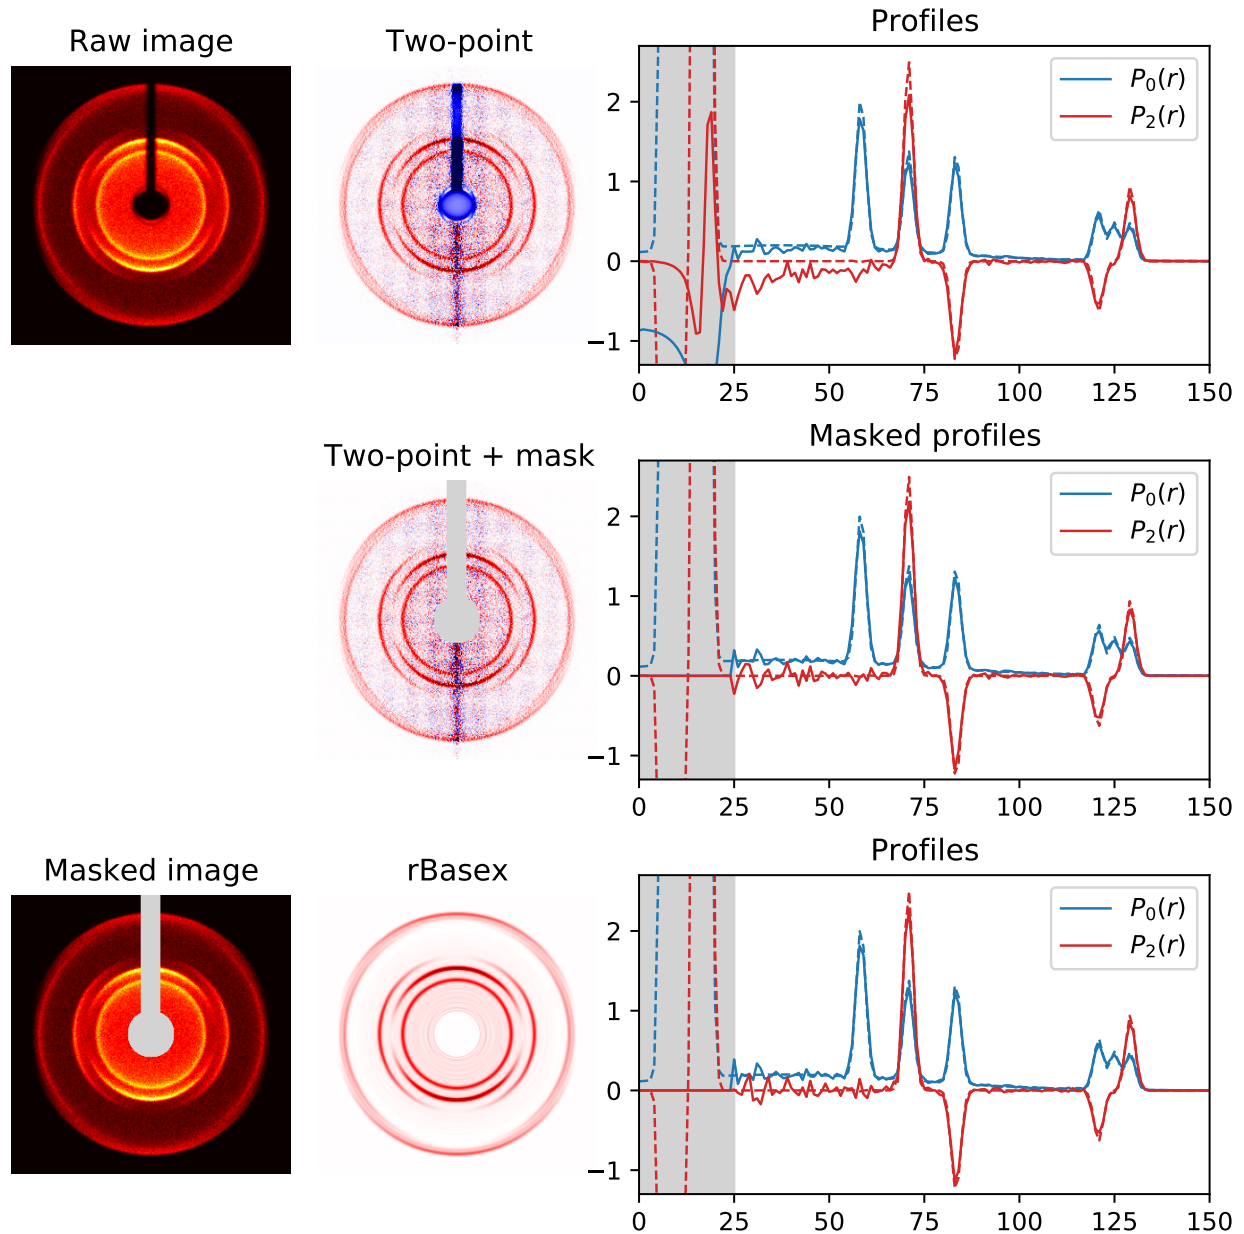 Raw image
Two-point
Profiles
2
1
0
−1
P₀(r)
P₂(r)
0 25 50 75 100 125 150
Two-point + mask
Masked profiles
2
1
0
−1
P₀(r)
P₂(r)
0 25 50 75 100 125 150
Masked image
rBasex
Profiles
2
1
0
−1
P₀(r)
P₂(r)
0 25 50 75 100 125 150